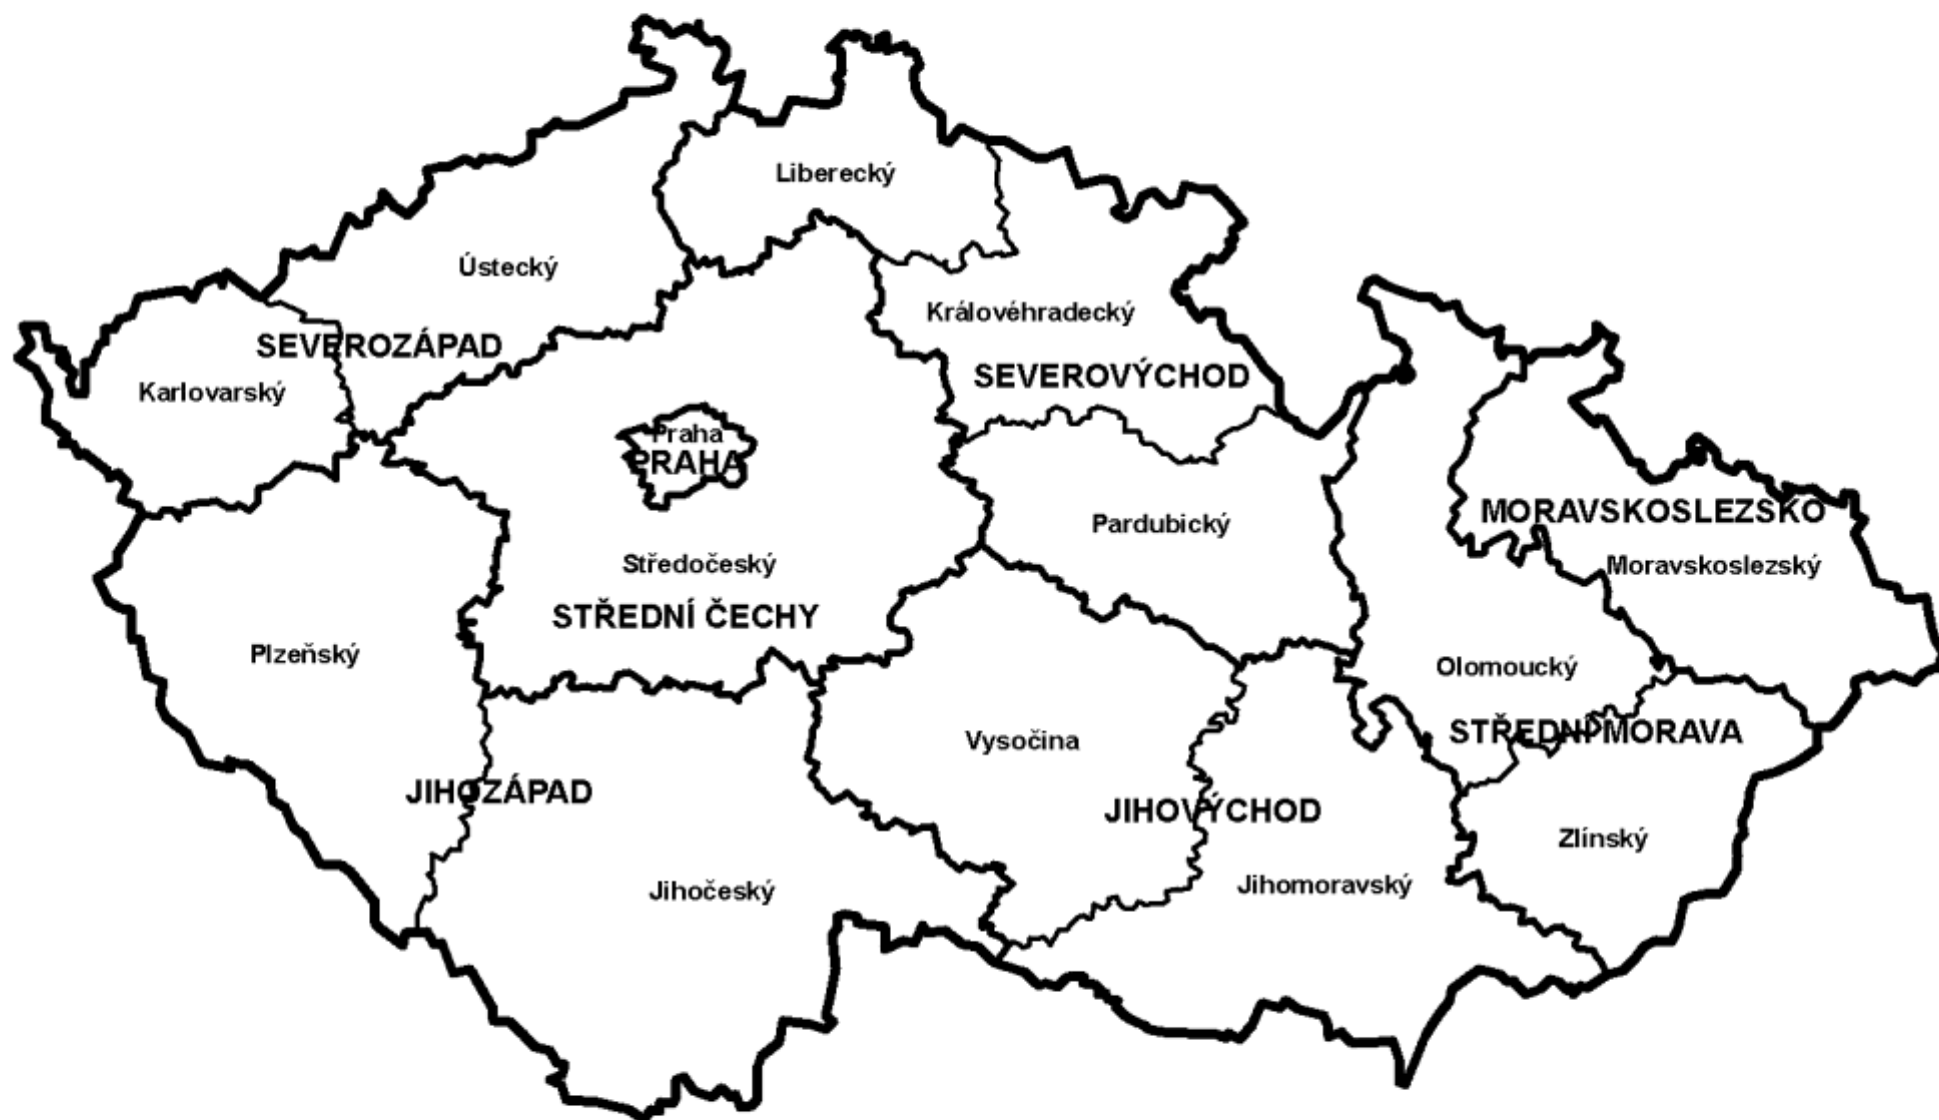 Liberecký
Ústecký
Královéhradecký
SEVEROZÁPAD
SEVEROVÝCHOD
Karlovarský
Praha
PRAHA
MORAVSKOSLEZSKO
Pardubický
Středočeský
Moravskoslezský
STŘEDNÍ ČECHY
Plzeňský
Olomoucký
STŘEDNÍ MORAVA
Vysočina
JIHOZÁPAD
JIHOVÝCHOD
Zlínský
Jihomoravský
Jihočeský